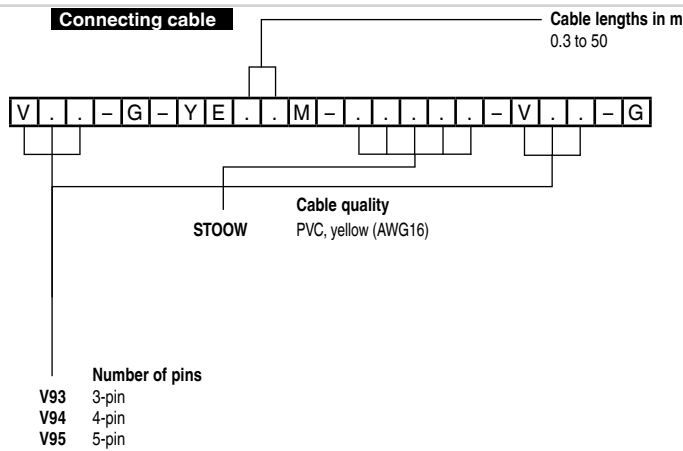 Connecting cable
Cable lengths in m
0.3 to 50
V . . – G – Y E . . M – . . . . . – V . . – G
Cable quality
STOOW PVC, yellow (AWG16)
Number of pins
V93 3-pin
V94 4-pin
V95 5-pin